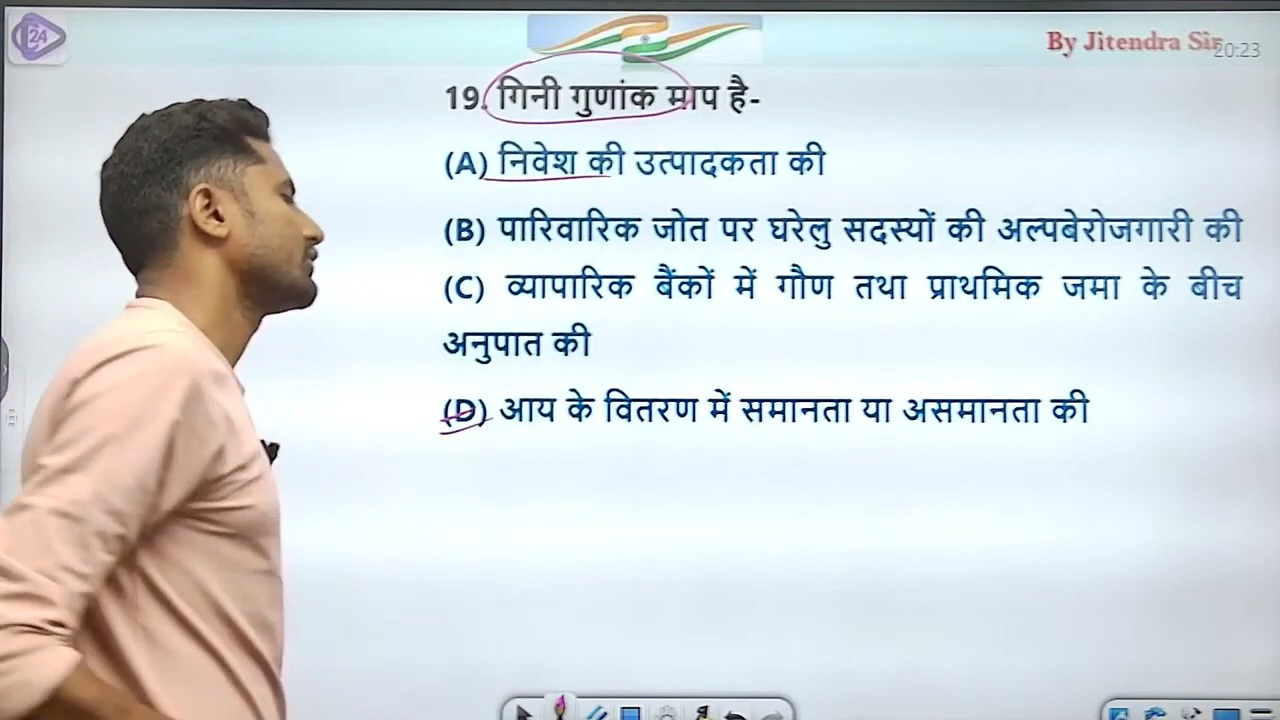 24
By Jitendra Sir
20:23
19. गिनी गुणांक माप है-
(A) निवेश की उत्पादकता की
(B) पारिवारिक जोत पर घरेलु सदस्यों की अल्पबेरोजगारी की
(C) व्यापारिक बैंकों में गौण तथा प्राथमिक जमा के बीच
अनुपात की
(D) आय के वितरण में समानता या असमानता की